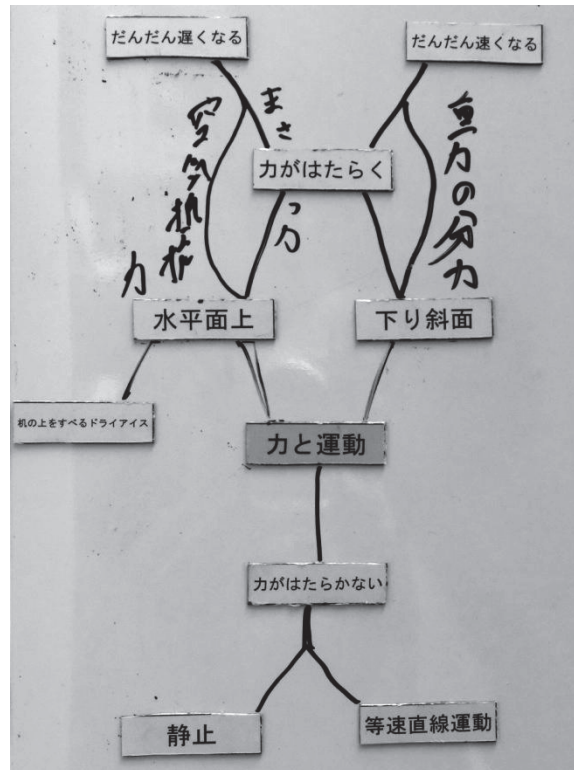 だんだん遅くなる
だんだん速くなる
まさつ力
空気抵抗力
力がはたらく
重力の分力
水平面上
下り斜面
机の上をすべるドライアイス
力と運動
力がはたらかない
静止
等速直線運動